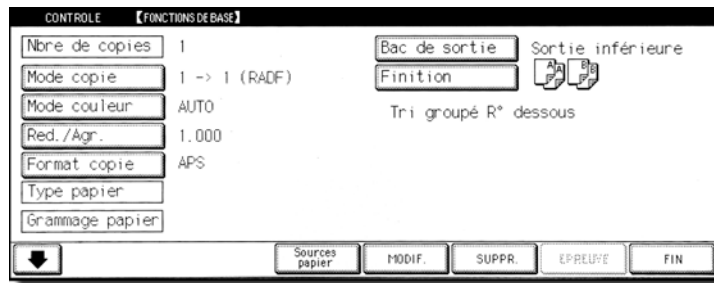 CONTROLE 【FONCTIONS DE BASE】
Nbre de copies 1
Mode copie 1 -> 1 (RADF)
Mode couleur AUTO
Red./Agr. 1.000
Format copie APS
Type papier
Grammage papier
Bac de sortie Sortie inférieure
Finition A A B B
Tri groupé R° dessous
Sources papier MODIF. SUPPR. EPREUVE FIN